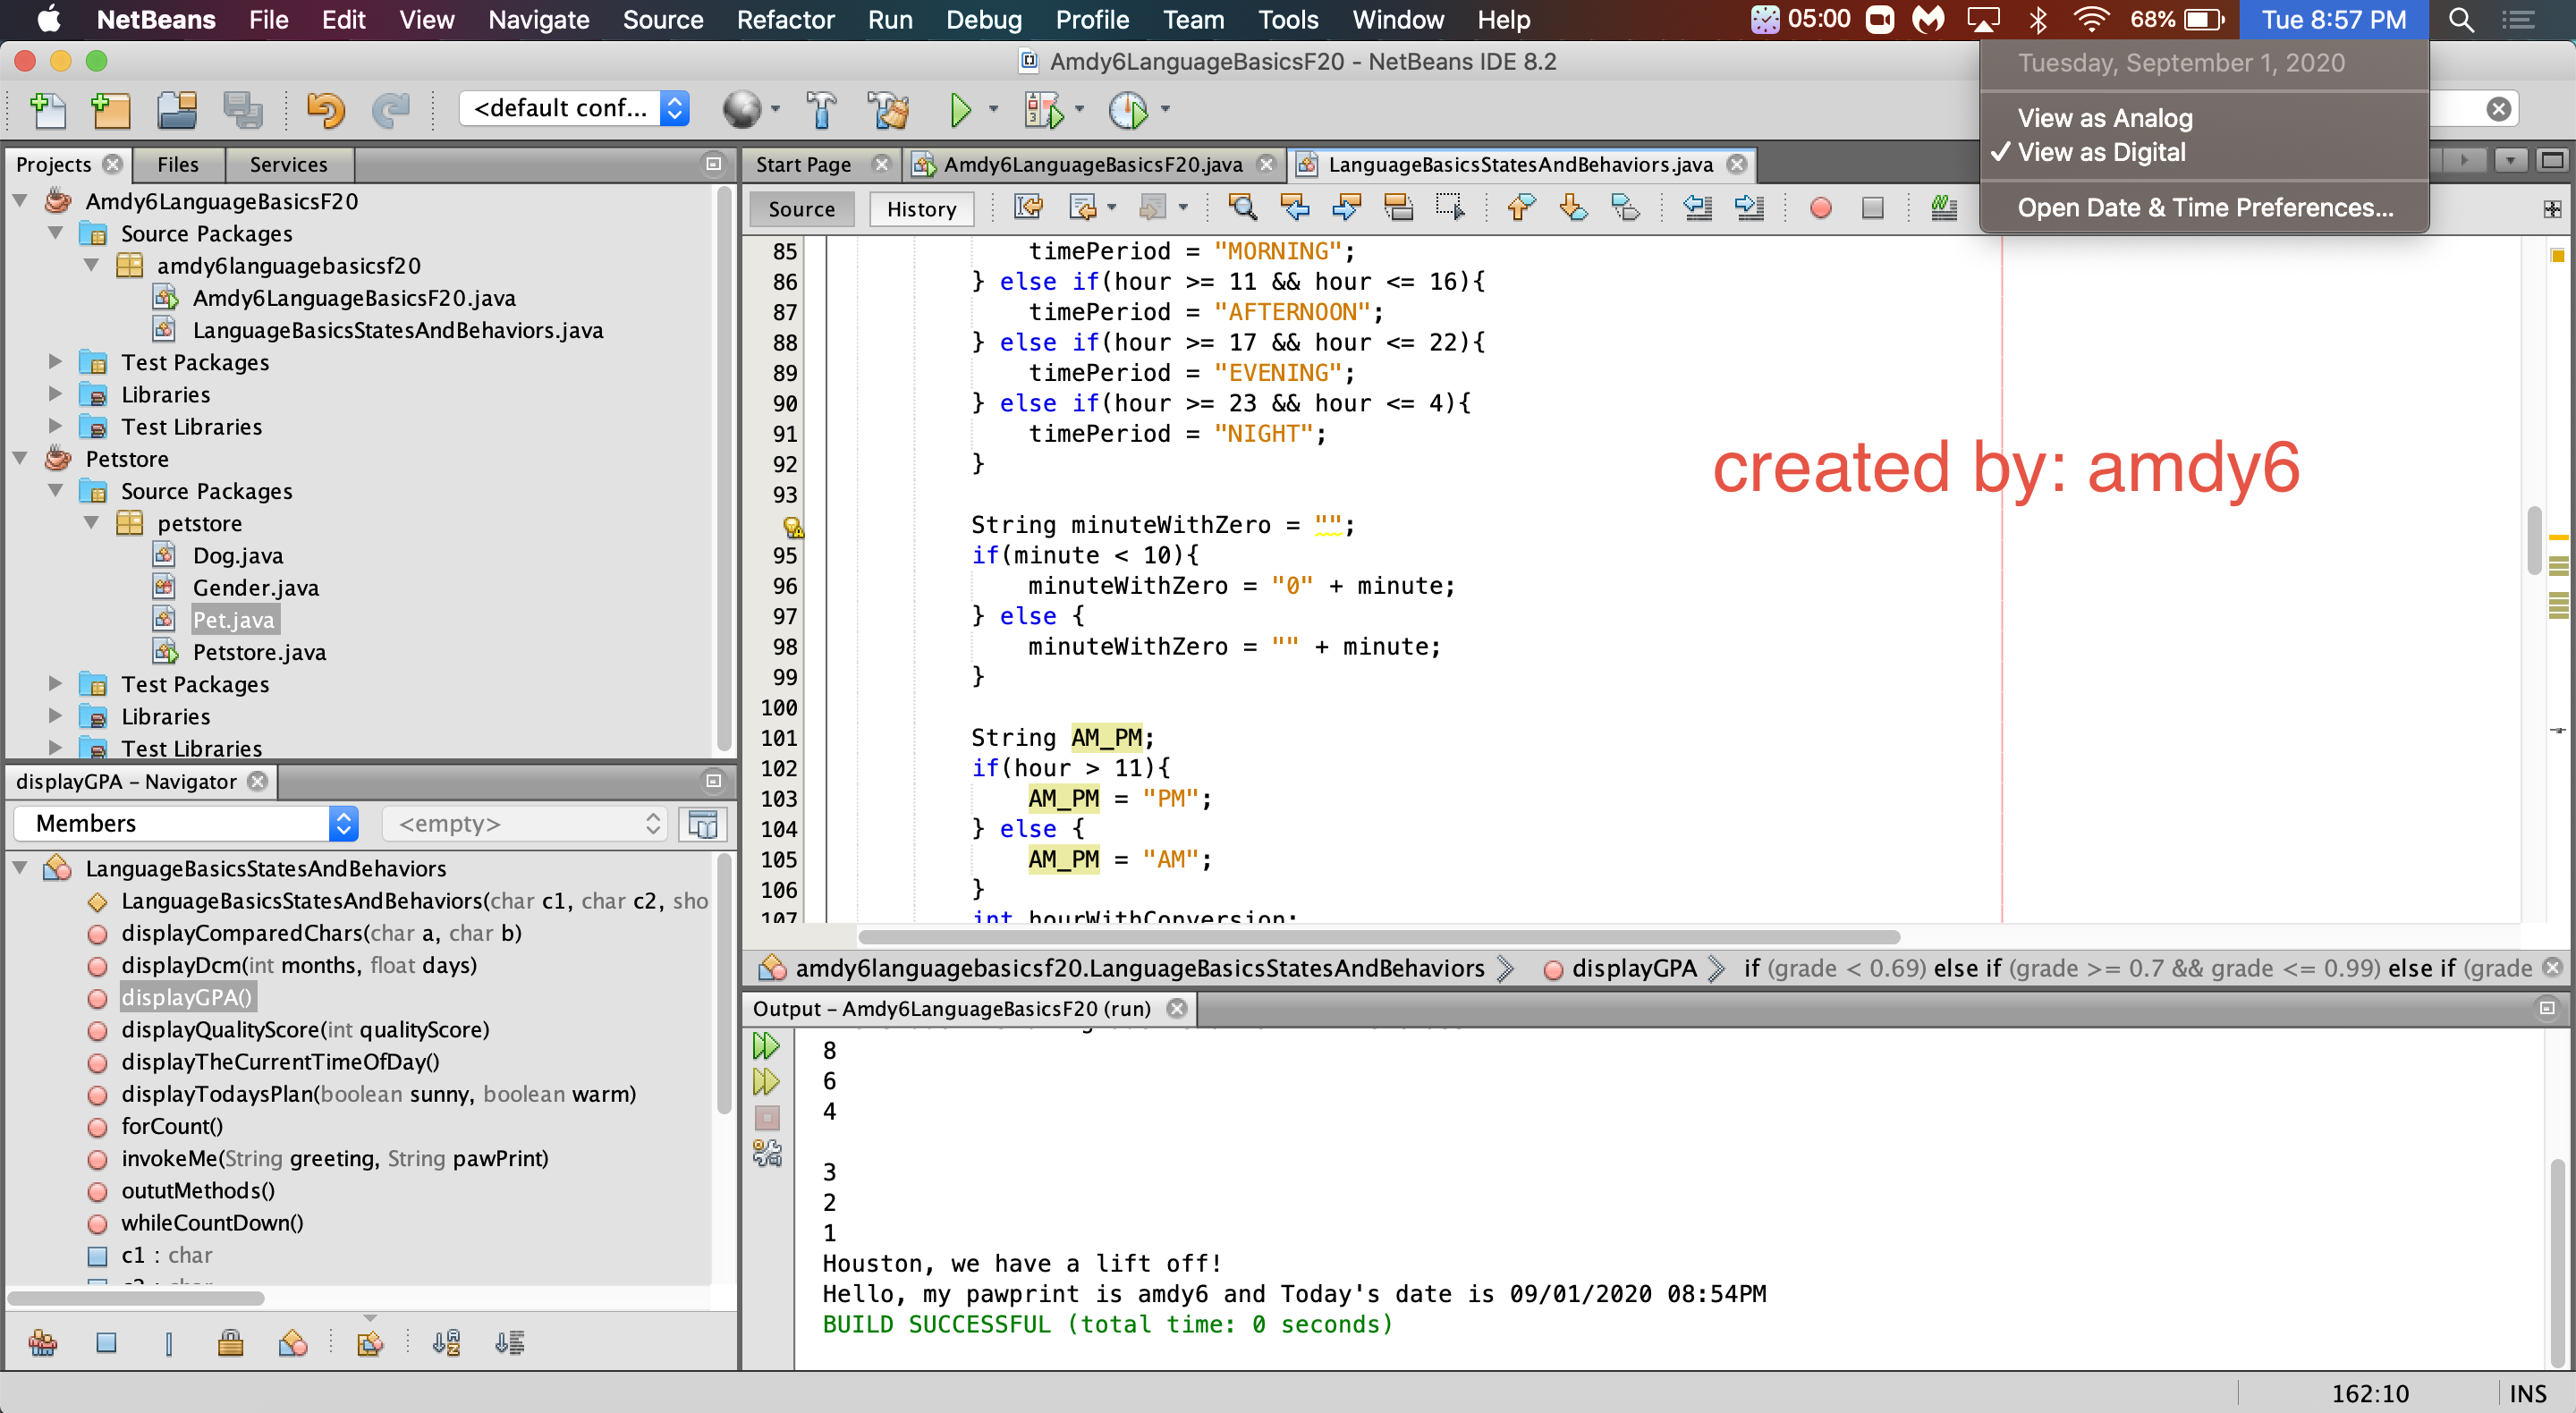 NetBeans File Edit View Navigate Source Refactor Run Debug Profile Team Tools Window Help 05:00 68% Tue 8:57 PM
Amdy6LanguageBasicsF20 - NetBeans IDE 8.2
Tuesday, September 1, 2020
View as Analog
✓ View as Digital
Open Date & Time Preferences...
<default conf...
Projects Files Services
Amdy6LanguageBasicsF20
Source Packages
amdy6languagebasicsf20
Amdy6LanguageBasicsF20.java
LanguageBasicsStatesAndBehaviors.java
Test Packages
Libraries
Test Libraries
Petstore
Source Packages
petstore
Dog.java
Gender.java
Pet.java
Petstore.java
Test Packages
Libraries
Test Libraries
displayGPA - Navigator
Members <empty>
LanguageBasicsStatesAndBehaviors
LanguageBasicsStatesAndBehaviors(char c1, char c2, sho
displayComparedChars(char a, char b)
displayDcm(int months, float days)
displayGPA()
displayQualityScore(int qualityScore)
displayTheCurrentTimeOfDay()
displayTodaysPlan(boolean sunny, boolean warm)
forCount()
invokeMe(String greeting, String pawPrint)
oututMethods()
whileCountDown()
c1 : char
Start Page Amdy6LanguageBasicsF20.java LanguageBasicsStatesAndBehaviors.java
Source History
85 timePeriod = "MORNING";
86 } else if(hour >= 11 && hour <= 16){
87 timePeriod = "AFTERNOON";
88 } else if(hour >= 17 && hour <= 22){
89 timePeriod = "EVENING";
90 } else if(hour >= 23 && hour <= 4){
91 timePeriod = "NIGHT";
92 }
93
String minuteWithZero = "";
95 if(minute < 10){
96 minuteWithZero = "0" + minute;
97 } else {
98 minuteWithZero = "" + minute;
99 }
100
101 String AM_PM;
102 if(hour > 11){
103 AM_PM = "PM";
104 } else {
105 AM_PM = "AM";
106 }
107 int hourWithConversion;
created by: amdy6
amdy6languagebasicsf20.LanguageBasicsStatesAndBehaviors displayGPA if (grade < 0.69) else if (grade >= 0.7 && grade <= 0.99) else if (grade
Output - Amdy6LanguageBasicsF20 (run)
8
6
4
3
2
1
Houston, we have a lift off!
Hello, my pawprint is amdy6 and Today's date is 09/01/2020 08:54PM
BUILD SUCCESSFUL (total time: 0 seconds)
162:10 INS